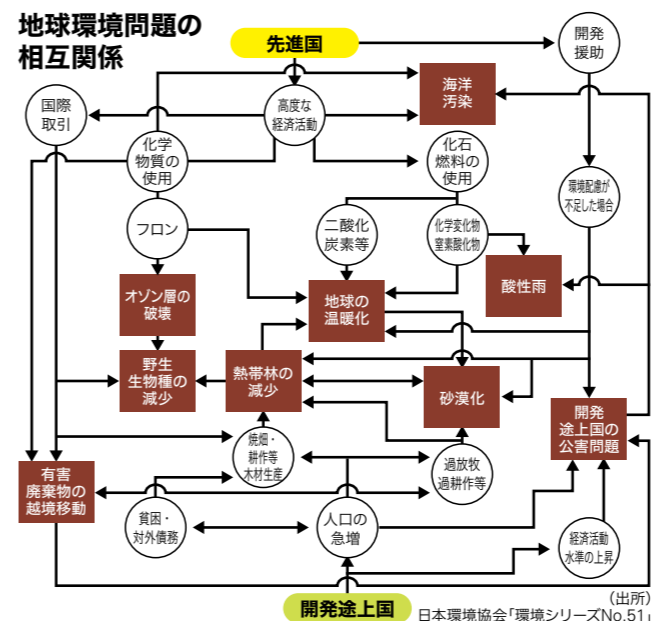 地球環境問題の
相互関係
先進国
開発
援助
海洋
汚染
国際
取引
高度な
経済活動
化学
物質の
使用
化石
燃料の
使用
環境配慮が
不足した場合
フロン
二酸化
炭素等
化学変化物
窒素酸化物
酸性雨
オゾン層の
破壊
地球の
温暖化
野生
生物種の
減少
熱帯林の
減少
砂漠化
開発
途上国の
公害問題
焼畑・
耕作等
木材生産
過放牧
過耕作等
有害
廃棄物の
越境移動
貧困・
対外債務
人口の
急増
経済活動
水準の上昇
開発途上国
(出所)
日本環境協会「環境シリーズNo.51」